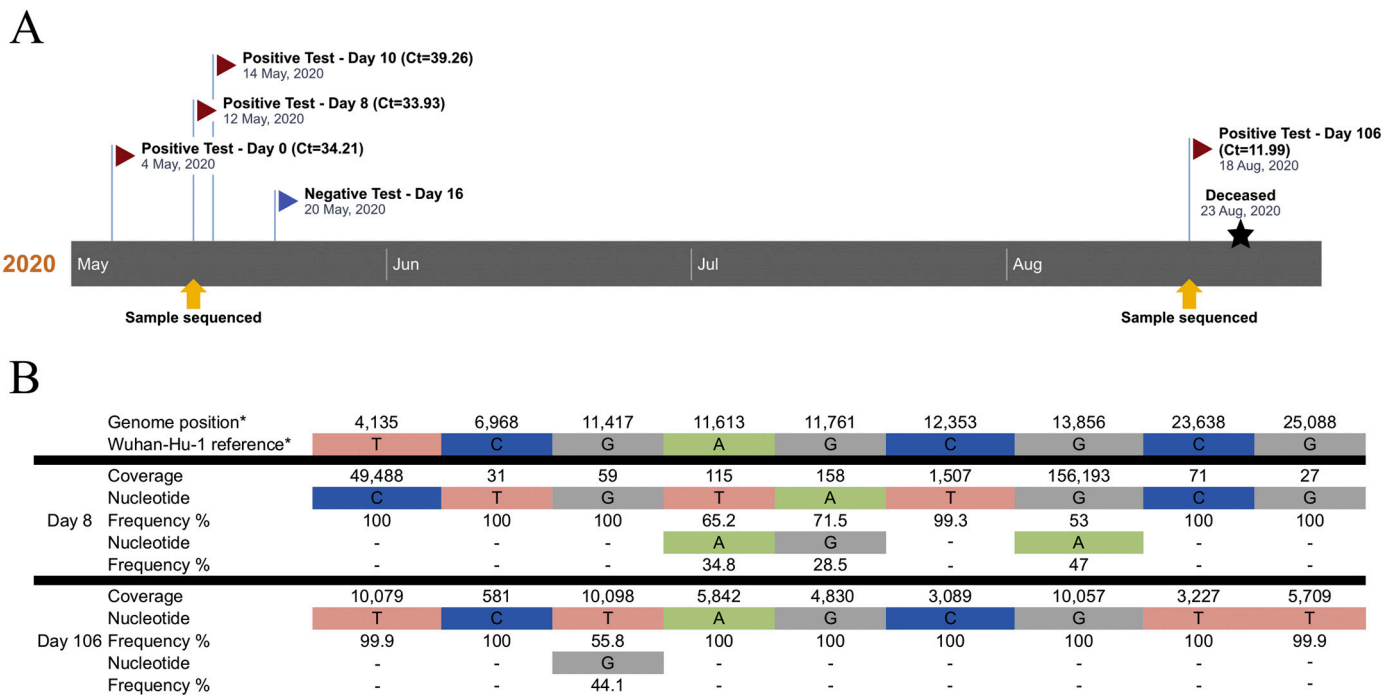 A
Positive Test - Day 10 (Ct=39.26)
14 May, 2020
Positive Test - Day 8 (Ct=33.93)
12 May, 2020
Positive Test - Day 0 (Ct=34.21)
4 May, 2020
Negative Test - Day 16
20 May, 2020
Positive Test - Day 106
(Ct=11.99)
18 Aug, 2020
Deceased
23 Aug, 2020
2020 May Jun Jul Aug
Sample sequenced Sample sequenced
B
Genome position* 4,135 6,968 11,417 11,613 11,761 12,353 13,856 23,638 25,088
Wuhan-Hu-1 reference* T C G A G C G C G
Coverage 49,488 31 59 115 158 1,507 156,193 71 27
Nucleotide C T G T A T G C G
Day 8 Frequency % 100 100 100 65.2 71.5 99.3 53 100 100
Nucleotide - - - A G - A - -
Frequency % - - - 34.8 28.5 - 47 - -
Coverage 10,079 581 10,098 5,842 4,830 3,089 10,057 3,227 5,709
Nucleotide T C T A G C G T T
Day 106 Frequency % 99.9 100 55.8 100 100 100 100 100 99.9
Nucleotide - - G - - - - - -
Frequency % - - 44.1 - - - - - -